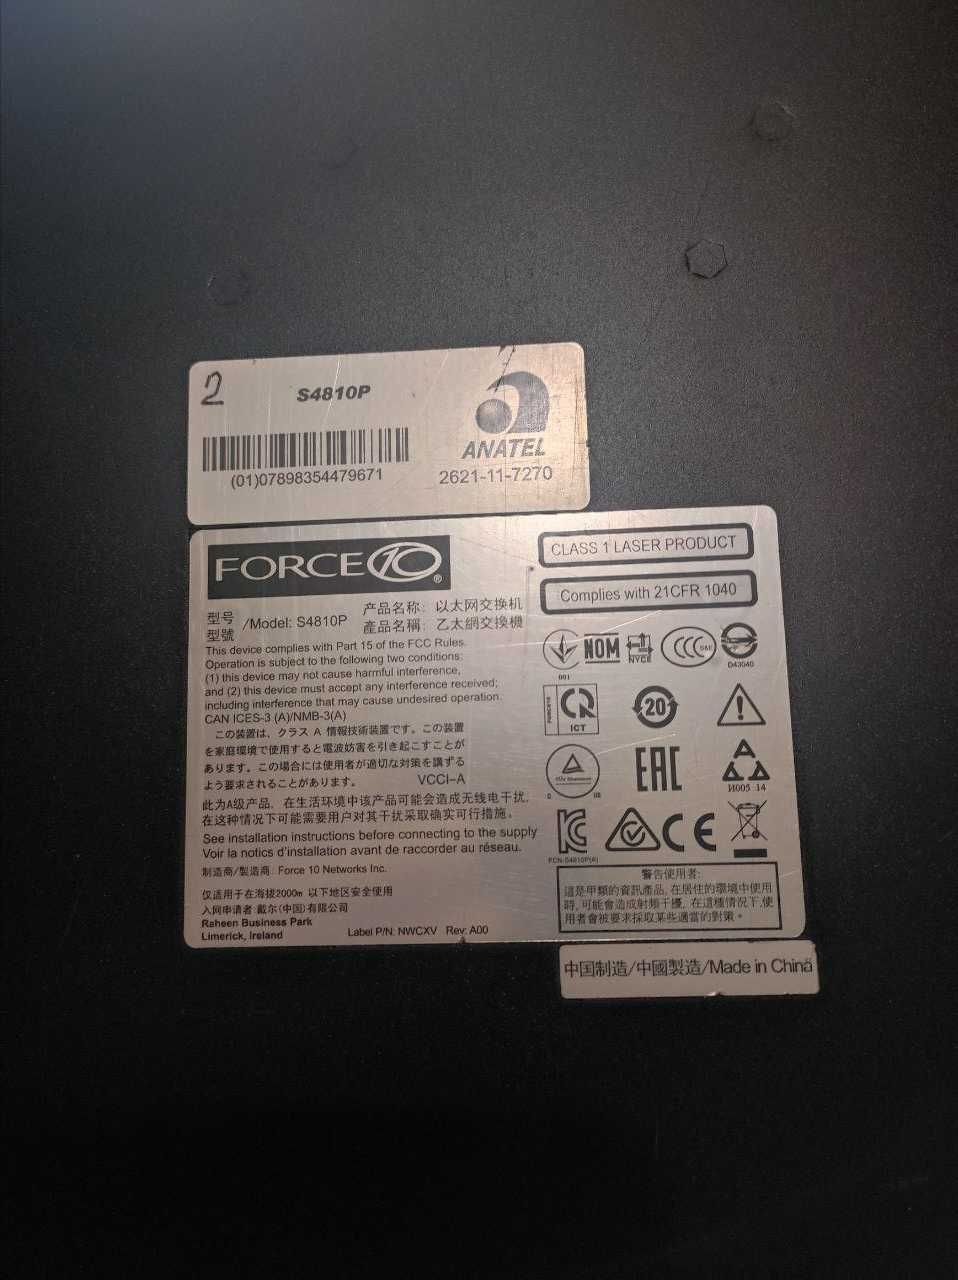 2
S4810P
(01)07898354479671
ANATEL
2621-11-7270
FORCE10®
型号
型號
/Model: S4810P
产品名称: 以太网交换机
產品名稱: 乙太網交換機
This device complies with Part 15 of the FCC Rules.
Operation is subject to the following two conditions:
(1) this device may not cause harmful interference,
and (2) this device must accept any interference received;
including interference that may cause undesired operation.
CAN ICES-3 (A)/NMB-3(A)
この装置は、クラス A 情報技術装置です。この装置
を家庭環境で使用すると電波妨害を引き起こすことが
あります。この場合には使用者が適切な対策を講ずる
よう要求されることがあります。 VCCI-A
此为A级产品, 在生活环境中该产品可能会造成无线电干扰,
在这种情况下可能需要用户对其干扰采取确实可行措施。
See installation instructions before connecting to the supply
Voir la notics d'installation avant de raccorder au réseau.
制造商/製造商: Force 10 Networks Inc.
仅适用于在海拔2000m 以下地区安全使用
入网申请者:戴尔(中国)有限公司
Raheen Business Park
Limerick, Ireland
Label P/N: NWCXV Rev: A00
CLASS 1 LASER PRODUCT
Complies with 21CFR 1040
001
NOM
NYCE
CCC
S&E
D43040
ICT
20
TÜV Rheinland
EAC
И005 14
KC
CE
FCN-S4810P(A)
警告使用者:
這是甲類的資訊產品, 在居住的環境中使用
時, 可能會造成射頻干擾, 在這種情況下,使
用者會被要求採取某些適當的對策。
中国制造/中國製造/Made in China